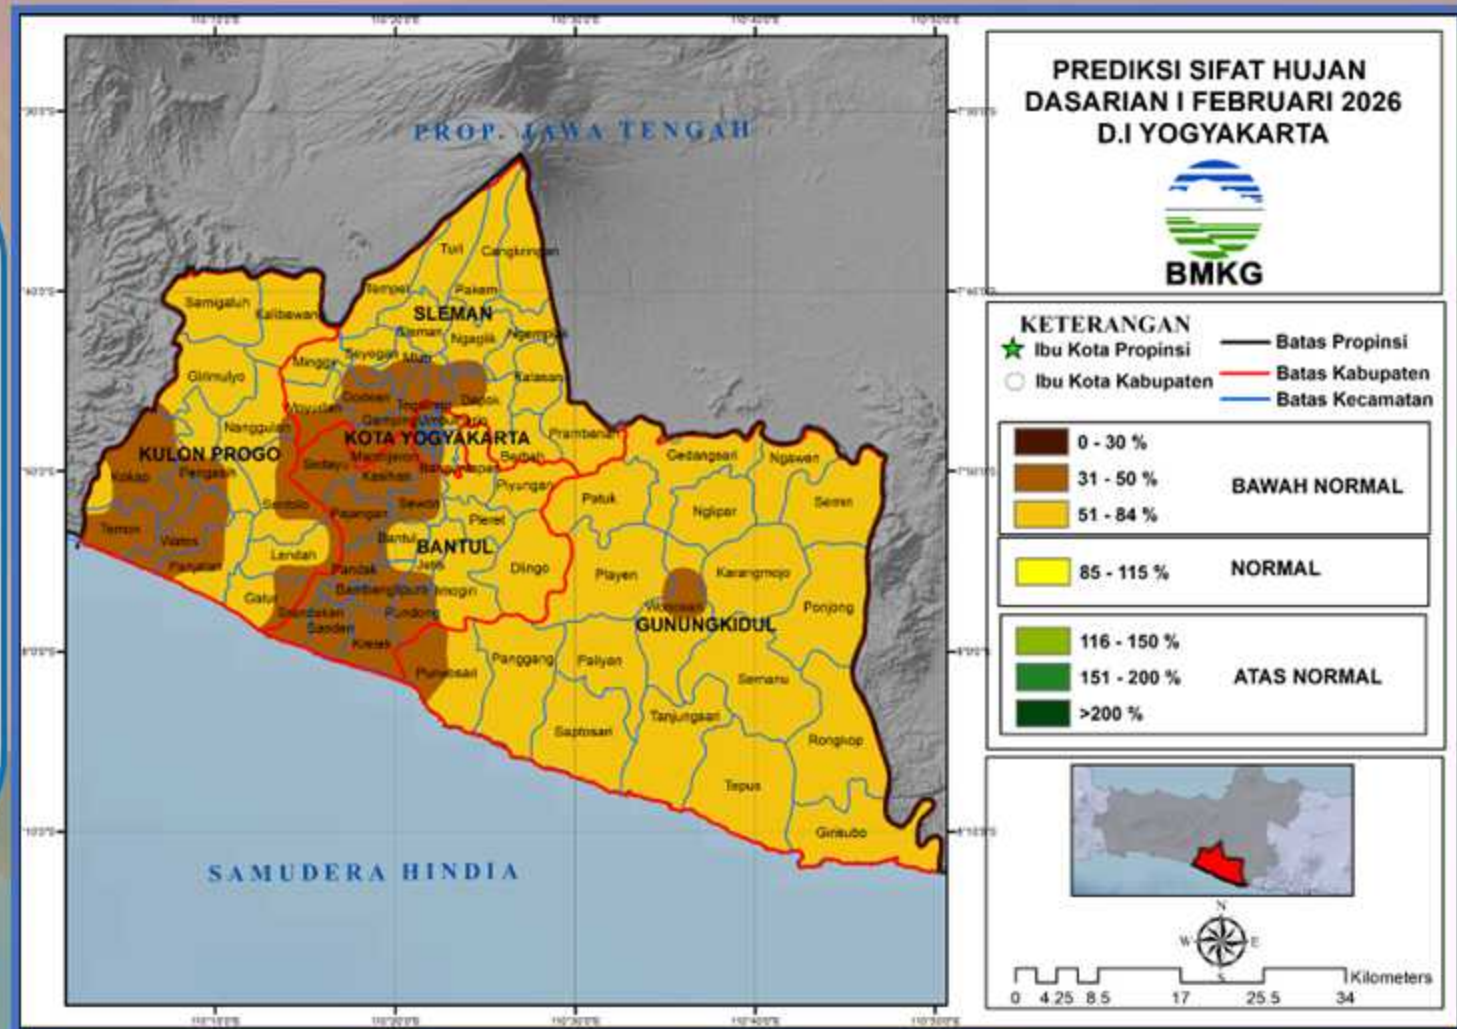 PREDIKSI SIFAT HUJAN
DASARIAN I FEBRUARI 2026
D.I YOGYAKARTA
BMKG
KETERANGAN
Ibu Kota Propinsi
Ibu Kota Kabupaten
Batas Propinsi
Batas Kabupaten
Batas Kecamatan
0 - 30 %
31 - 50 %
51 - 84 %
BAWAH NORMAL
85 - 115 %
NORMAL
116 - 150 %
151 - 200 %
>200 %
ATAS NORMAL
N
W
E
S
Kilometers
0 4.25 8.5 17 25.5 34
PROP. JAWA TENGAH
Turi
Cangkringan
Tempel
Pakem
SLEMAN
Samigaluh
Kalibawang
Sleman
Ngaglik
Ngemplak
Minggir
Seyegan
Mlati
Girimulyo
Kalasan
Godean
Depok
Moyudan
Gamping
Nanggulan
KOTA YOGYAKARTA
Prambanan
KULON PROGO
Berbah
Gedangsari
Ngawen
Kokap
Pengasih
Sedayu
Kasihan
Piyungan
Patuk
Nglipar
Semin
Sentolo
Sewon
Pajangan
Pleret
Temon
Wates
Bantul
BANTUL
Panjatan
Lendah
Jetis
Pandak
Dlingo
Playen
Karangmojo
Galur
Bambanglipuro
Imogiri
Wonosari
Ponjong
Srandakan
Pundong
Sanden
GUNUNGKIDUL
Kretek
Purwosari
Panggang
Paliyan
Semanu
Saptosari
Tanjungsari
Rongkop
Tepus
Girisubo
SAMUDERA HINDIA